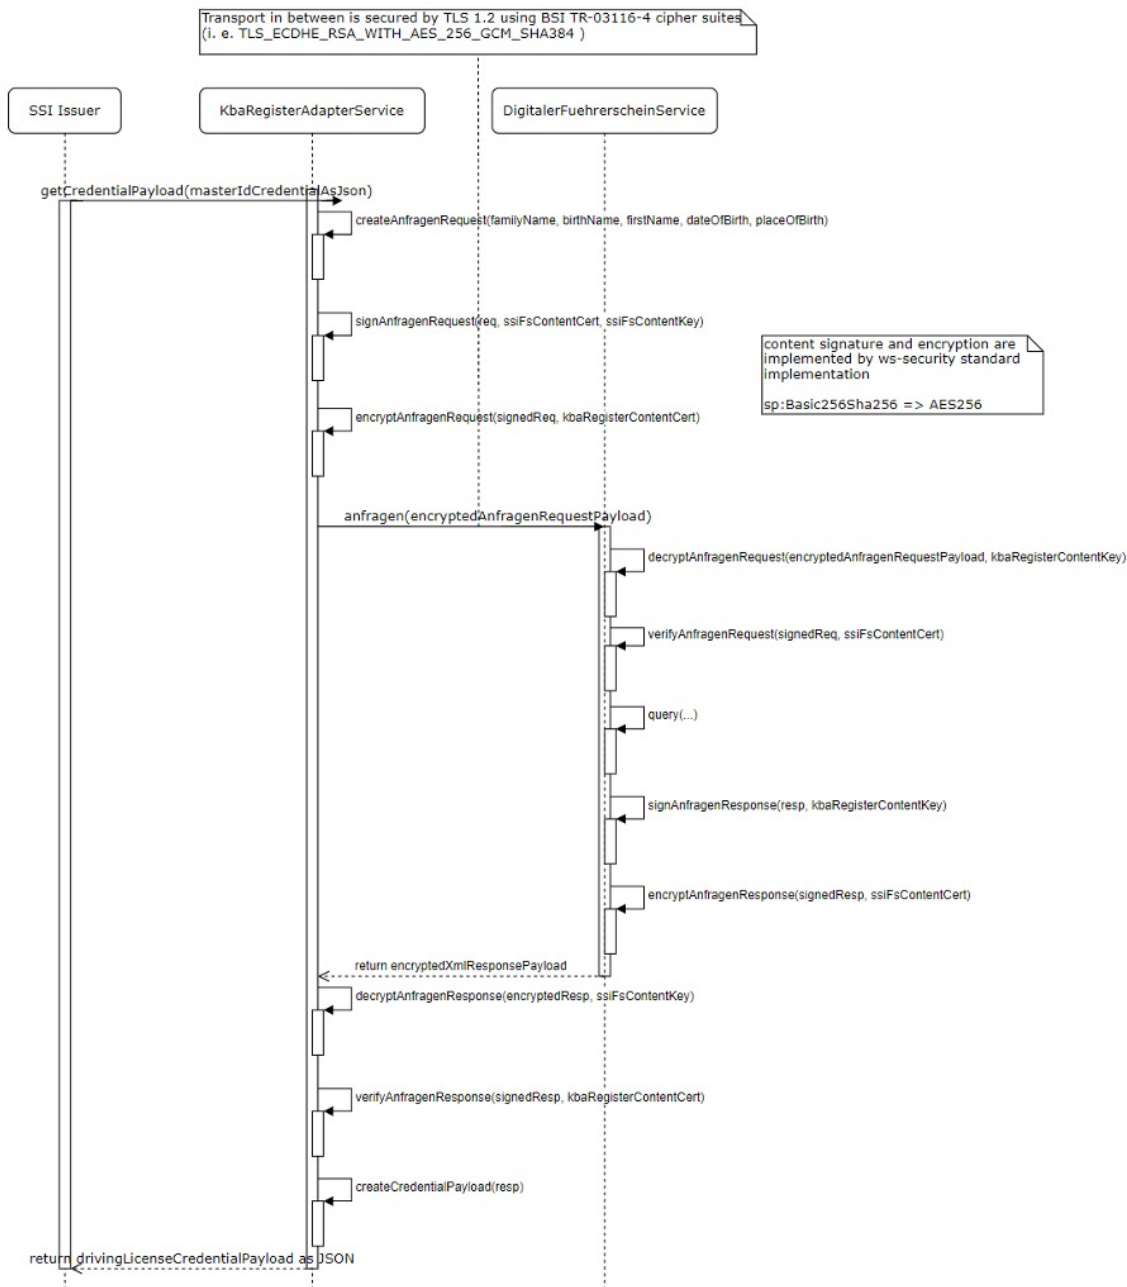 Transport in between is secured by TLS 1.2 using BSI TR-03116-4 cipher suites
(i. e. TLS_ECDHE_RSA_WITH_AES_256_GCM_SHA384 )
SSI Issuer
KbaRegisterAdapterService
DigitalerFuehrerscheinService
getCredentialPayload(masterIdCredentialAsJson)
createAnfragenRequest(familyName, birthName, firstName, dateOfBirth, placeOfBirth)
signAnfragenRequest(req, ssiFsContentCert, ssiFsContentKey)
content signature and encryption are
implemented by ws-security standard
implementation
sp:Basic256Sha256 => AES256
encryptAnfragenRequest(signedReq, kbaRegisterContentCert)
anfragen(encryptedAnfragenRequestPayload)
decryptAnfragenRequest(encryptedAnfragenRequestPayload, kbaRegisterContentKey)
verifyAnfragenRequest(signedReq, ssiFsContentCert)
query(...)
signAnfragenResponse(resp, kbaRegisterContentKey)
encryptAnfragenResponse(signedResp, ssiFsContentCert)
return encryptedXmlResponsePayload
decryptAnfragenResponse(encryptedResp, ssiFsContentKey)
verifyAnfragenResponse(signedResp, kbaRegisterContentCert)
createCredentialPayload(resp)
return drivingLicenseCredentialPayload as JSON